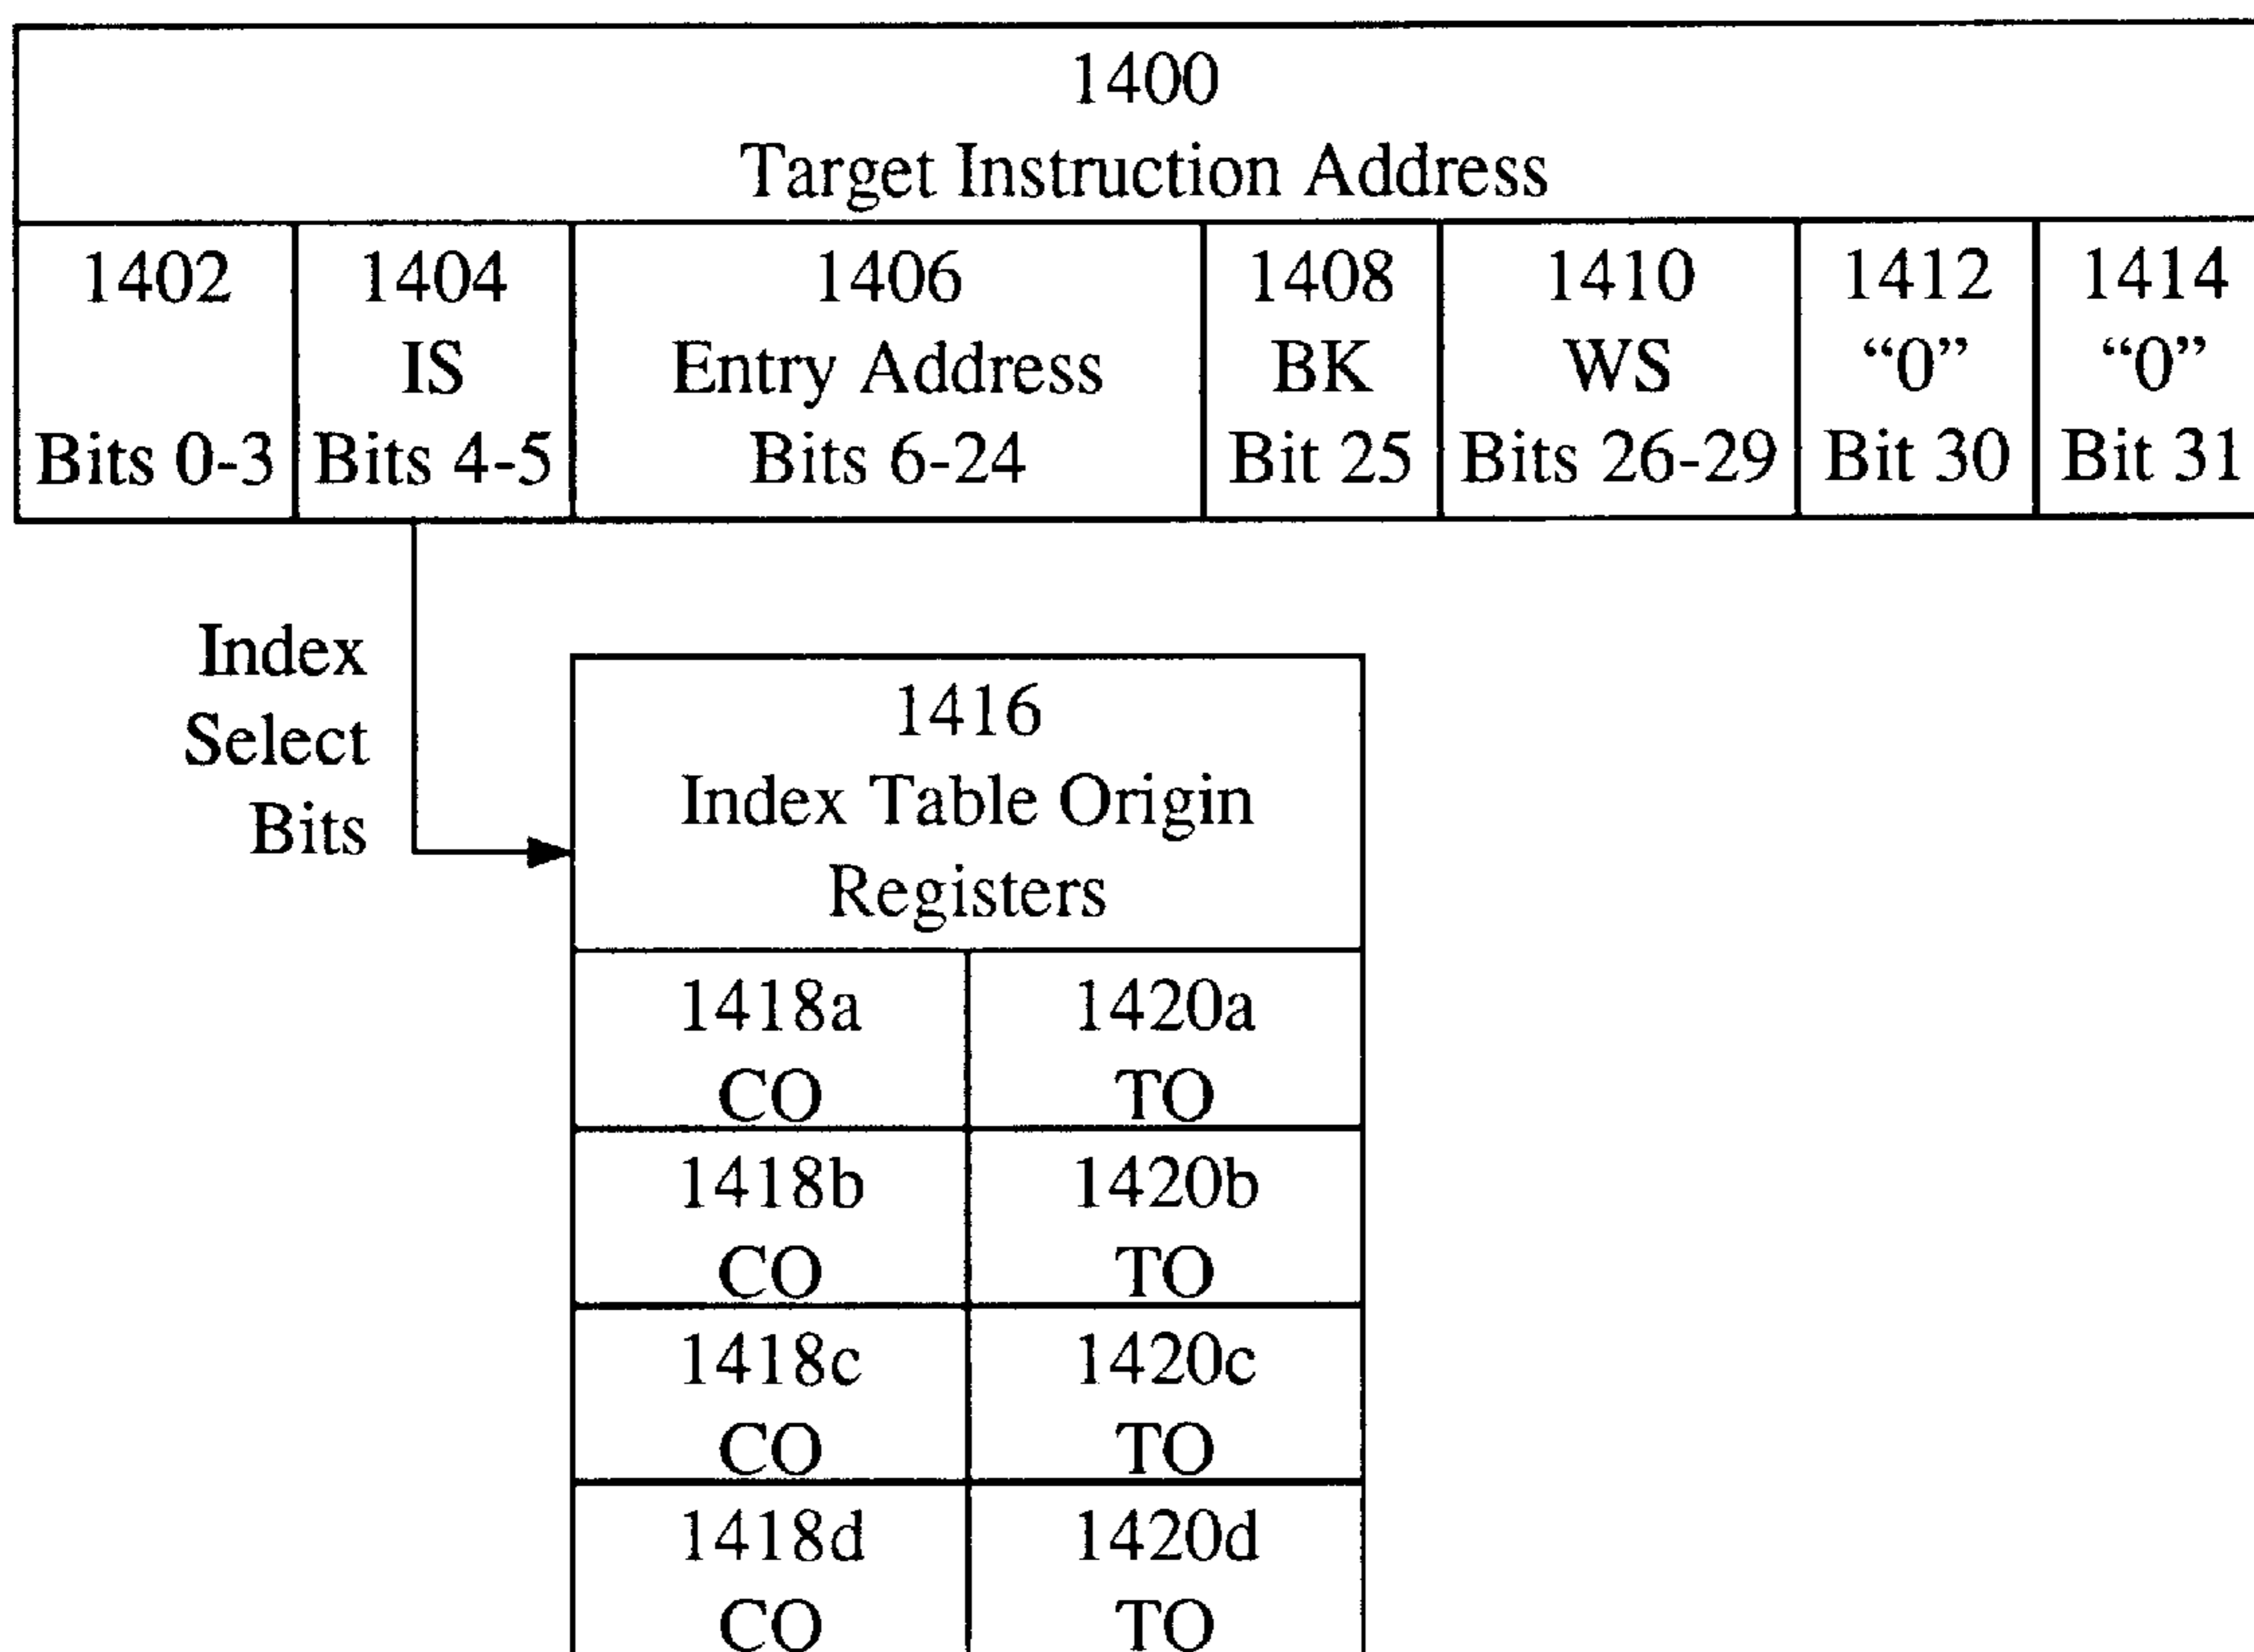 1400
Target Instruction Address
1402 1404 1406 1408 1410 1412 1414
IS Entry Address BK WS “0” “0”
Bits 0-3 Bits 4-5 Bits 6-24 Bit 25 Bits 26-29 Bit 30 Bit 31
Index
Select
Bits
1416
Index Table Origin
Registers
1418a 1420a
CO TO
1418b 1420b
CO TO
1418c 1420c
CO TO
1418d 1420d
CO TO